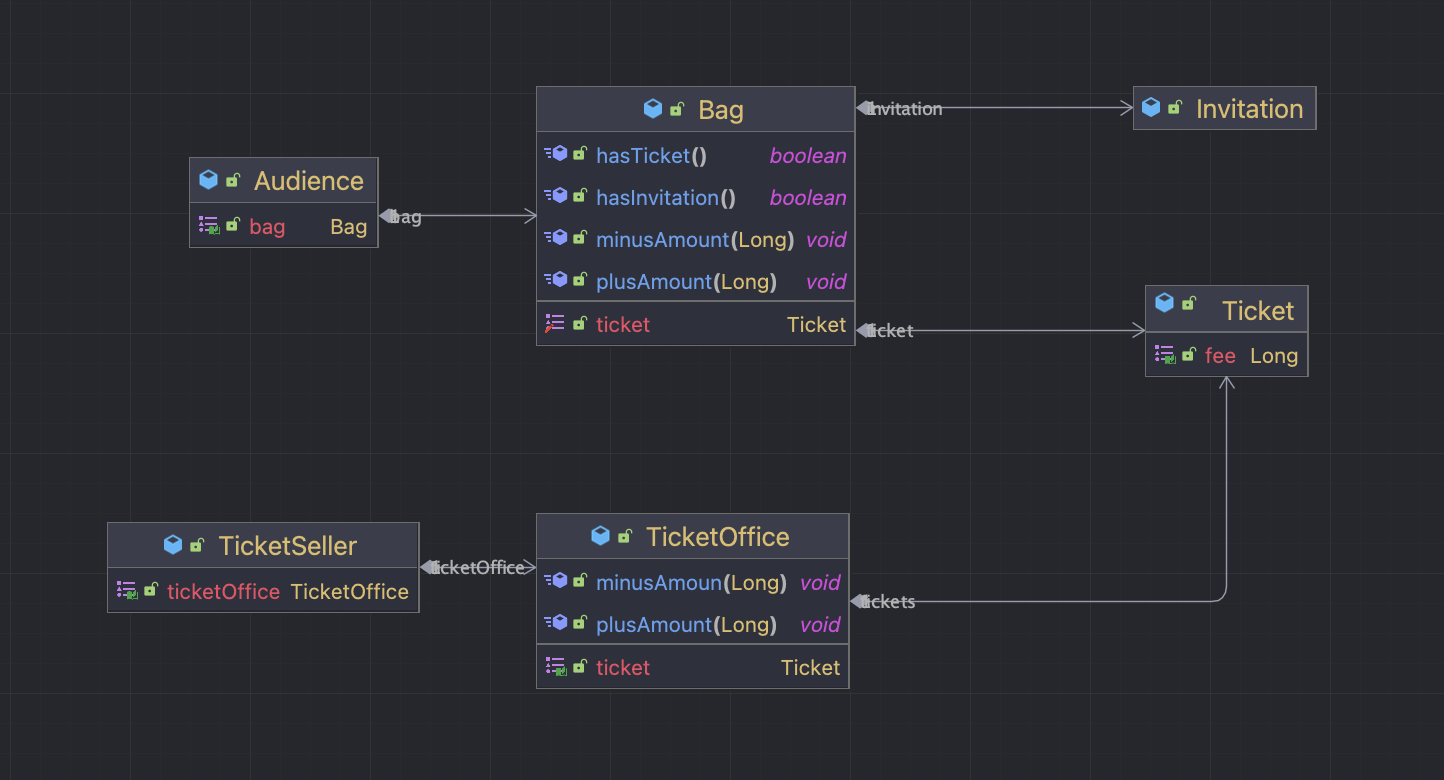 Bag
hasTicket() boolean
hasInvitation() boolean
minusAmount(Long) void
plusAmount(Long) void
ticket Ticket
Invitation
Invitation
Audience
bag Bag
bag
Ticket
fee Long
ticket
TicketSeller
ticketOffice TicketOffice
ticketOffice
TicketOffice
minusAmoun(Long) void
plusAmount(Long) void
ticket Ticket
tickets